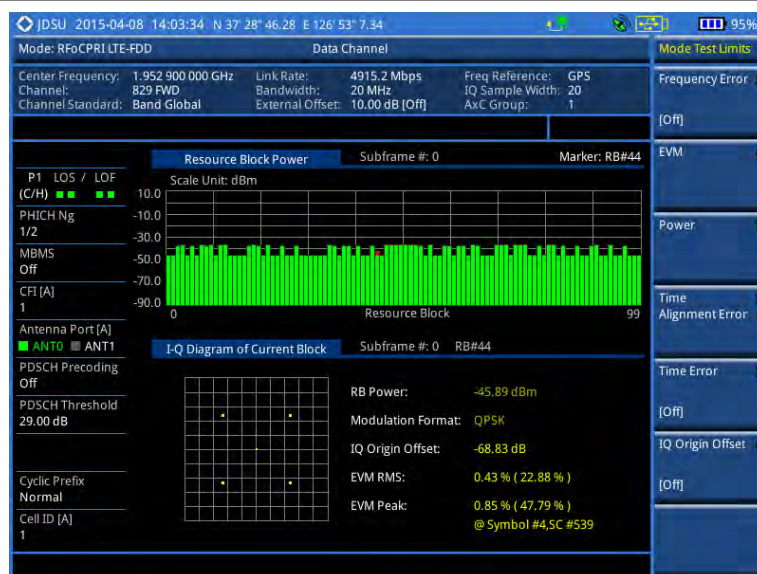 JDSU 2015-04-08 14:03:34 N 37° 28" 46.28 E 126° 53" 7.34 95%
Mode: RFoCPRI LTE-FDD Data Channel Mode Test Limits
Center Frequency: 1.952 900 000 GHz Link Rate: 4915.2 Mbps Freq Reference: GPS
Channel: 829 FWD Bandwidth: 20 MHz IQ Sample Width: 20
Channel Standard: Band Global External Offset: 10.00 dB [Off] AxC Group: 1
Frequency Error
[Off]
Resource Block Power Subframe #: 0 Marker: RB#44
EVM
P1 LOS / LOF
(C/H)
Scale Unit: dBm
10.0
-10.0
-30.0
-50.0
-70.0
-90.0
0 Resource Block 99
PHICH Ng
1/2
MBMS
Off
CFI [A]
1
Antenna Port [A]
ANT0 ANT1
PDSCH Precoding
Off
PDSCH Threshold
29.00 dB
Cyclic Prefix
Normal
Cell ID [A]
1
I-Q Diagram of Current Block Subframe #: 0 RB#44
RB Power: -45.89 dBm
Modulation Format: QPSK
IQ Origin Offset: -68.83 dB
EVM RMS: 0.43 % ( 22.88 % )
EVM Peak: 0.85 % ( 47.79 % )
@ Symbol #4,SC #539
Power
Time
Alignment Error
Time Error
[Off]
IQ Origin Offset
[Off]